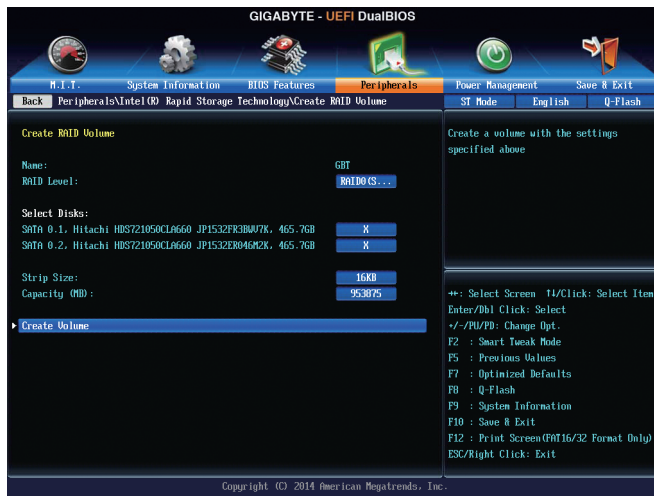 GIGABYTE - UEFI DualBIOS
M.I.T.
System Information
BIOS Features
Peripherals
Power Management
Save & Exit
Back
Peripherals\Intel(R) Rapid Storage Technology\Create RAID Volume
ST Mode
English
Q-Flash
Create RAID Volume
Name: GBT
RAID Level: RAID0(S...
Select Disks:
SATA 0.1, Hitachi HDS721050CLA660 JP1532FR3BWV7K, 465.7GB X
SATA 0.2, Hitachi HDS721050CLA660 JP1532ER046M2K, 465.7GB X
Strip Size: 16KB
Capacity (MB): 953875
Create Volume
Create a volume with the settings
specified above
↔: Select Screen ↑↓/Click: Select Item
Enter/Dbl Click: Select
+/-/PU/PD: Change Opt.
F2 : Smart Tweak Mode
F5 : Previous Values
F7 : Optimized Defaults
F8 : Q-Flash
F9 : System Information
F10 : Save & Exit
F12 : Print Screen(FAT16/32 Format Only)
ESC/Right Click: Exit
Copyright (C) 2014 American Megatrends, Inc.